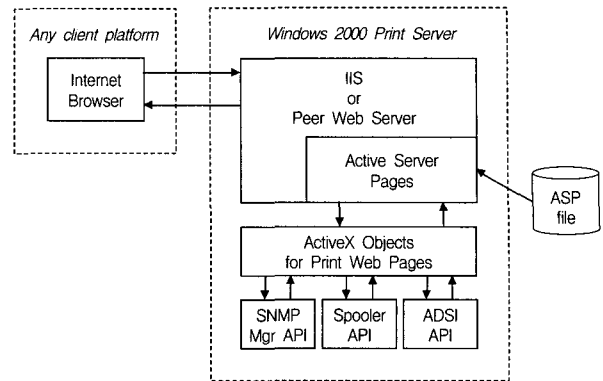 Any client platform
Windows 2000 Print Server
Internet
Browser
IIS
or
Peer Web Server
Active Server
Pages
ASP
file
ActiveX Objects
for Print Web Pages
SNMP
Mgr API
Spooler
API
ADSI
API